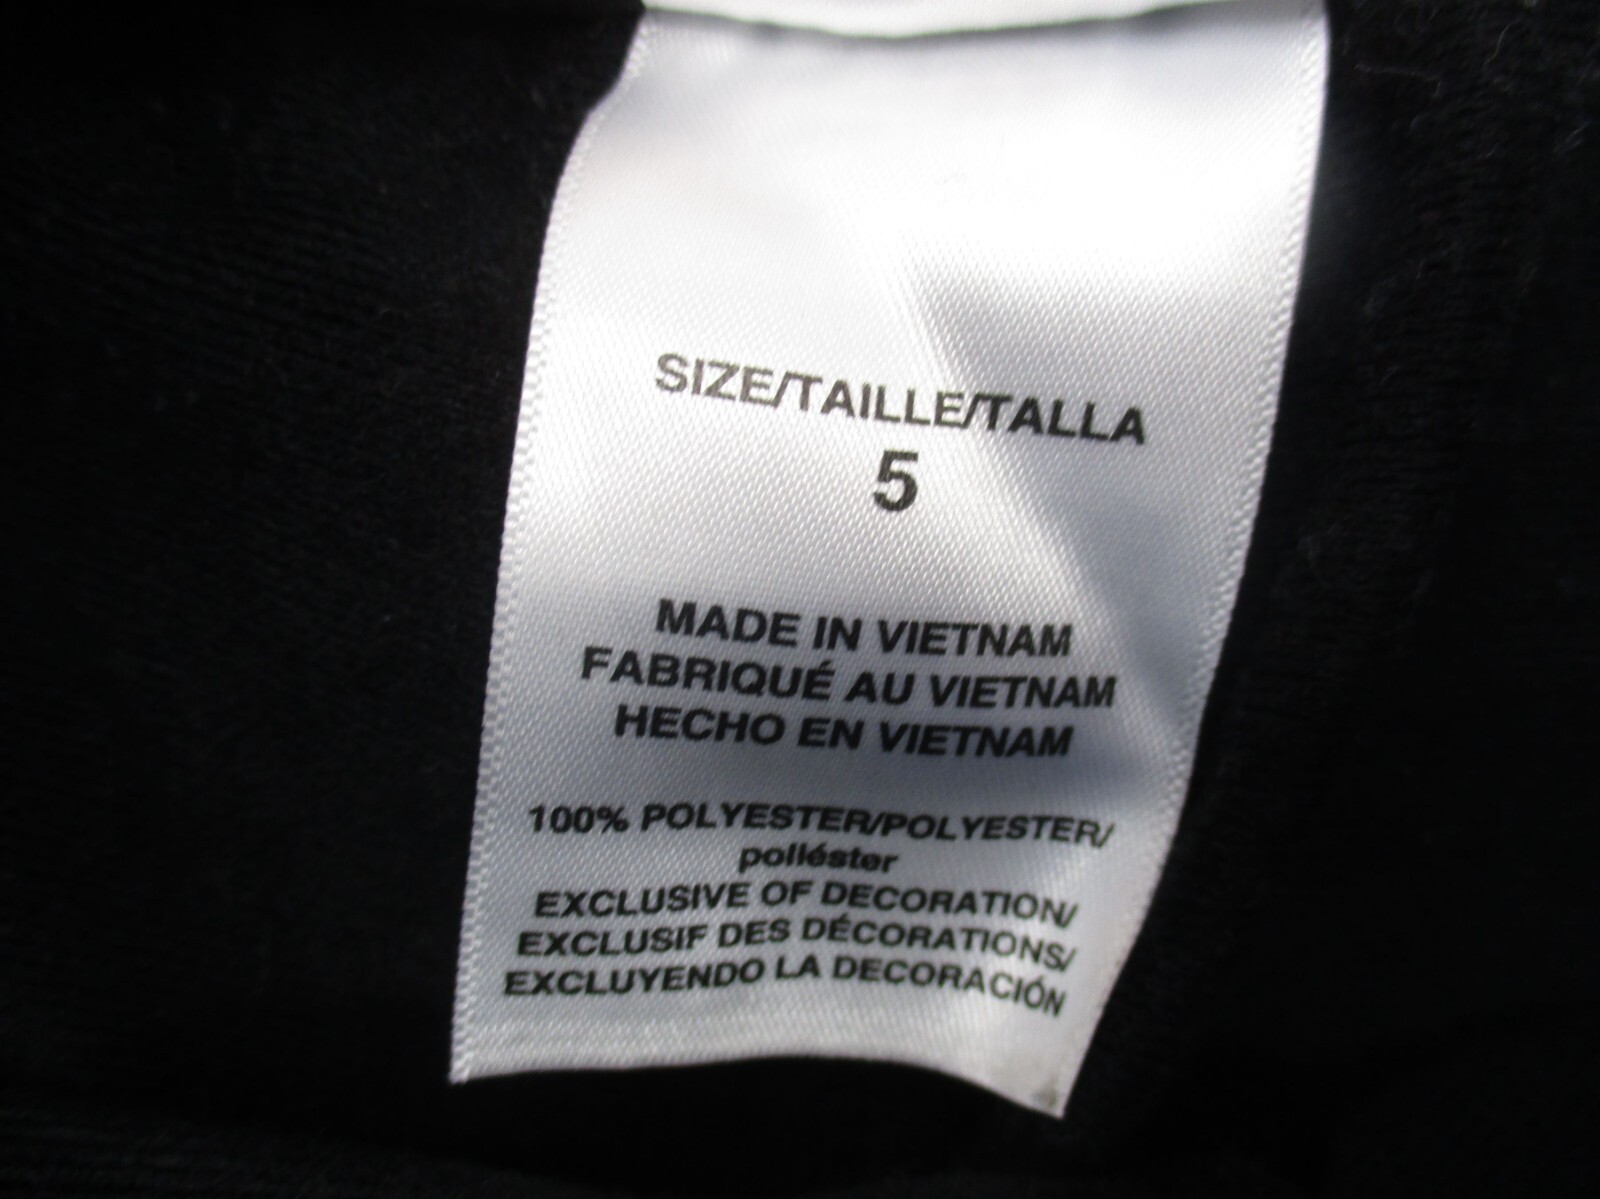 SIZE/TAILLE/TALLA
5
MADE IN VIETNAM
FABRIQUÉ AU VIETNAM
HECHO EN VIETNAM
100% POLYESTER/POLYESTER/
poliéster
EXCLUSIVE OF DECORATION/
EXCLUSIF DES DÉCORATIONS/
EXCLUYENDO LA DECORACIÓN